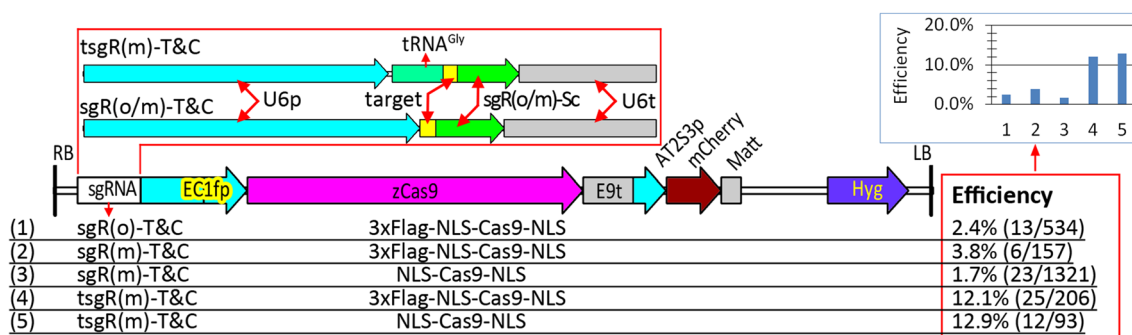 tsgR(m)-T&C
tRNAGly
U6p target sgR(o/m)-Sc U6t
sgR(o/m)-T&C
Efficiency
20.0%
10.0%
0.0%
1 2 3 4 5
RB sgRNA EC1fp zCas9 E9t AT2S3p mCherry Matt Hyg LB
Efficiency
(1) sgR(o)-T&C 3xFlag-NLS-Cas9-NLS 2.4% (13/534)
(2) sgR(m)-T&C 3xFlag-NLS-Cas9-NLS 3.8% (6/157)
(3) sgR(m)-T&C NLS-Cas9-NLS 1.7% (23/1321)
(4) tsgR(m)-T&C 3xFlag-NLS-Cas9-NLS 12.1% (25/206)
(5) tsgR(m)-T&C NLS-Cas9-NLS 12.9% (12/93)